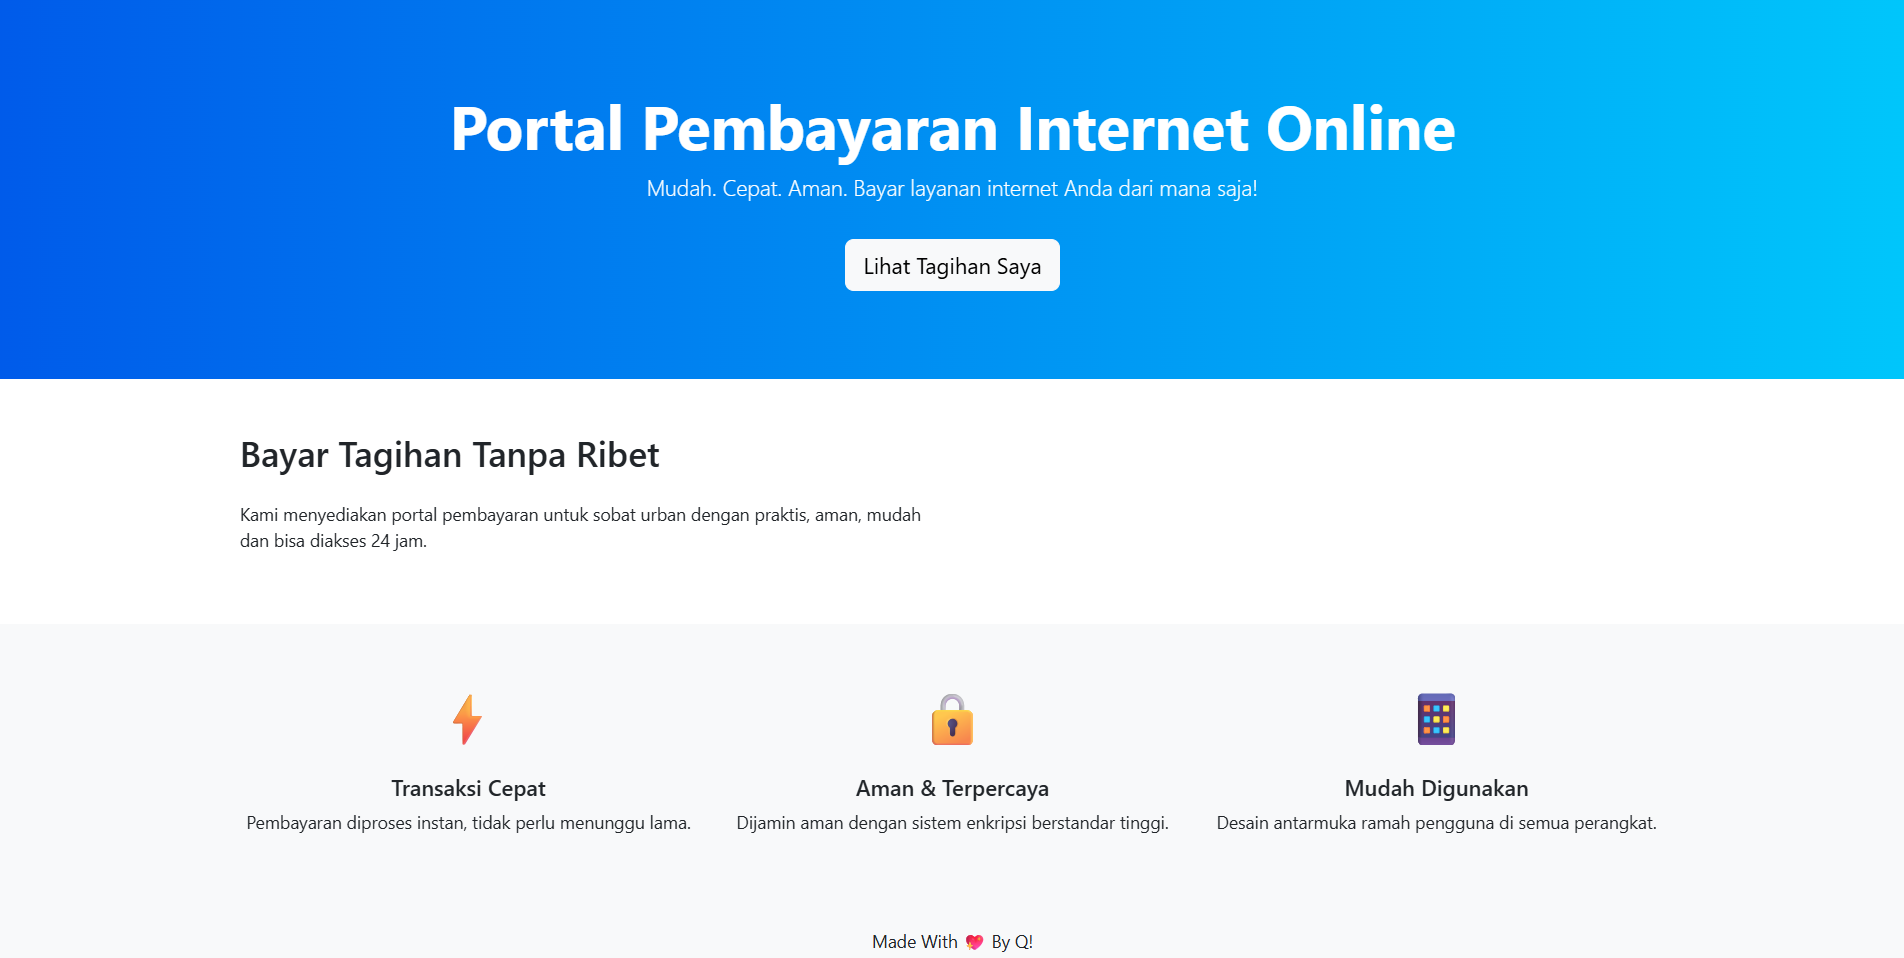 Portal Pembayaran Internet Online
Mudah. Cepat. Aman. Bayar layanan internet Anda dari mana saja!
Lihat Tagihan Saya
Bayar Tagihan Tanpa Ribet
Kami menyediakan portal pembayaran untuk sobat urban dengan praktis, aman, mudah
dan bisa diakses 24 jam.
Transaksi Cepat
Pembayaran diproses instan, tidak perlu menunggu lama.
Aman & Terpercaya
Dijamin aman dengan sistem enkripsi berstandar tinggi.
Mudah Digunakan
Desain antarmuka ramah pengguna di semua perangkat.
Made With 💖 By Q!